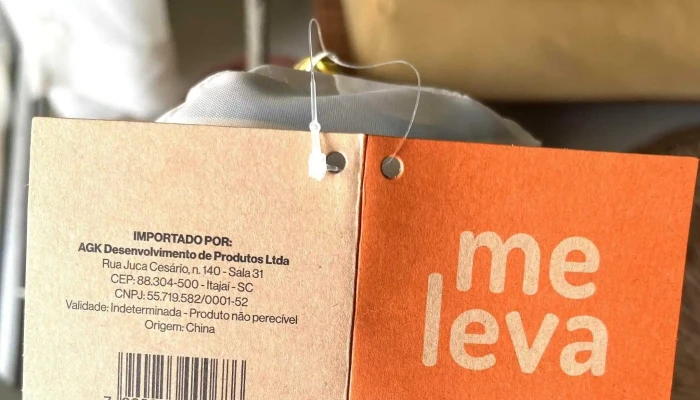 IMPORTADO POR:
AGK Desenvolvimento de Produtos Ltda
Rua Juca Cesário, n. 140 - Sala 31
CEP: 88.304-500 - Itajaí - SC
CNPJ: 55.719.582/0001-52
Validade: Indeterminada - Produto não perecível
Origem: China
me
leva